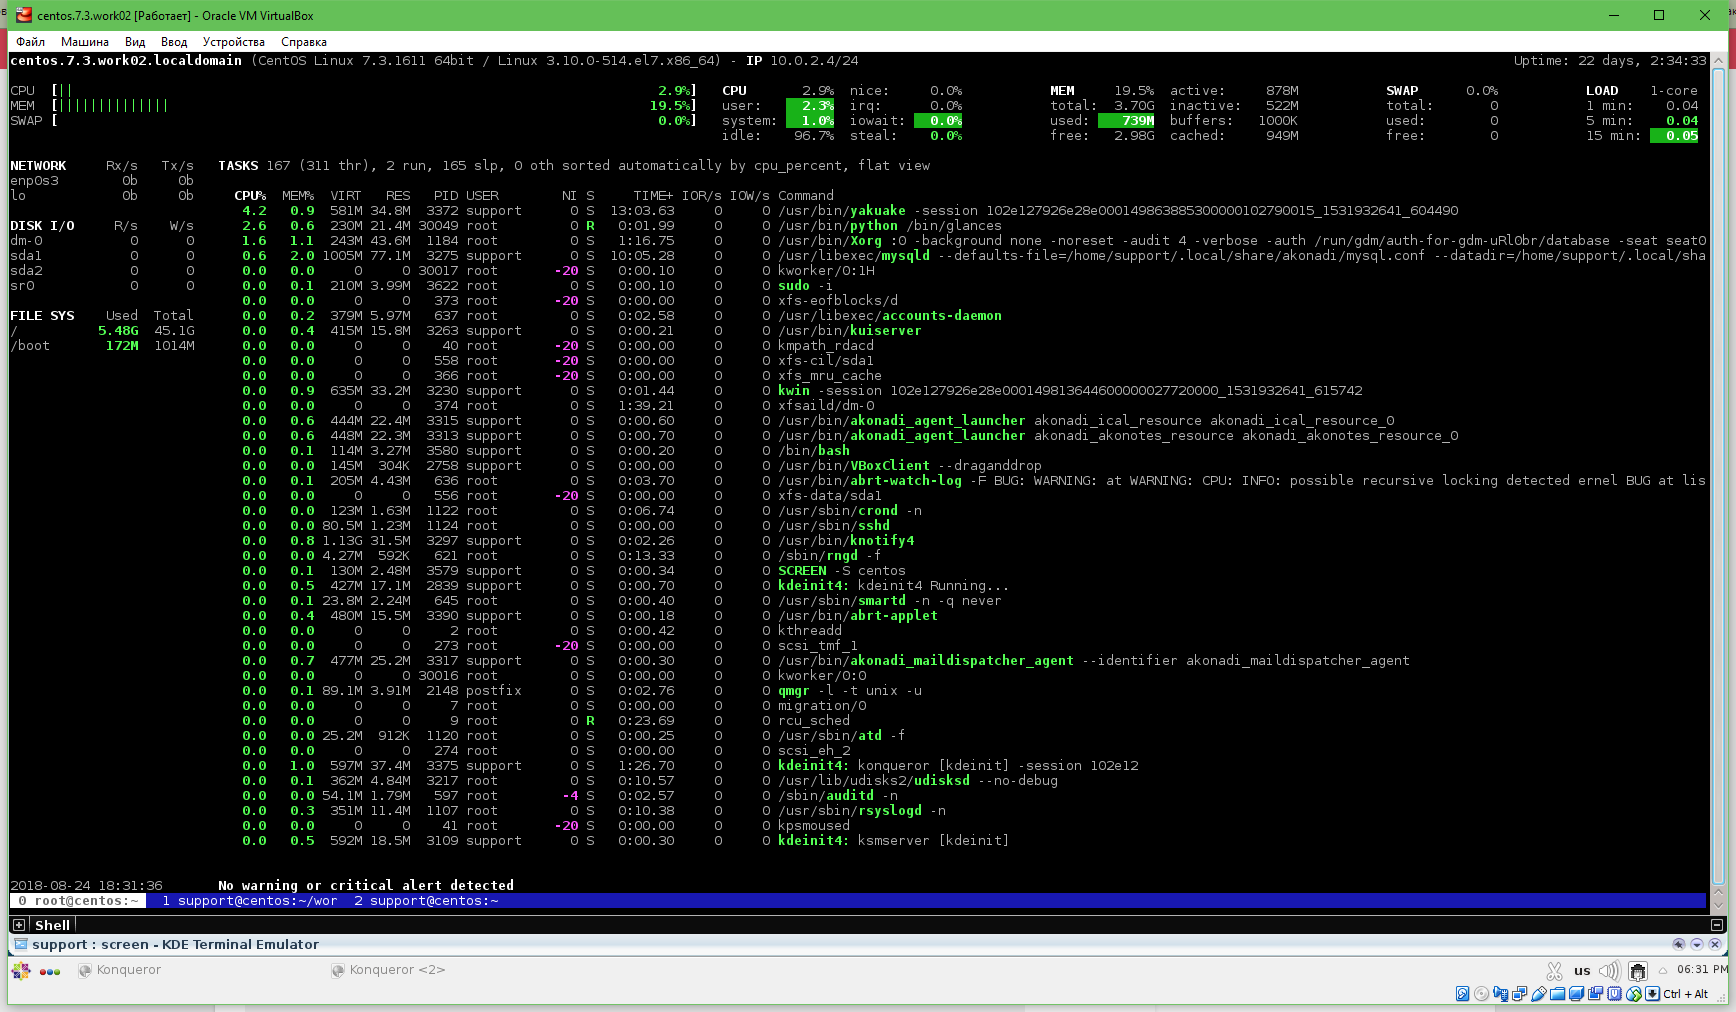 centos.7.3.work02 [Работает] - Oracle VM VirtualBox
Файл Машина Вид Ввод Устройства Справка
centos.7.3.work02.localdomain (CentOS Linux 7.3.1611 64bit / Linux 3.10.0-514.el7.x86_64) - IP 10.0.2.4/24 Uptime: 22 days, 2:34:33
CPU [|| 2.9%] CPU 2.9% nice: 0.0% MEM 19.5% active: 878M SWAP 0.0% LOAD 1-core
MEM [|||||||||||||| 19.5%] user: 2.3% irq: 0.0% total: 3.70G inactive: 522M total: 0 1 min: 0.04
SWAP [ 0.0%] system: 1.0% iowait: 0.0% used: 739M buffers: 1000K used: 0 5 min: 0.04
idle: 96.7% steal: 0.0% free: 2.98G cached: 949M free: 0 15 min: 0.05
NETWORK Rx/s Tx/s TASKS 167 (311 thr), 2 run, 165 slp, 0 oth sorted automatically by cpu_percent, flat view
enp0s3 0b 0b
lo 0b 0b CPU% MEM% VIRT RES PID USER NI S TIME+ IOR/s IOW/s Command
4.2 0.9 581M 34.8M 3372 support 0 S 13:03.63 0 0 /usr/bin/yakuake -session 102e127926e28e000149863885300000102790015_1531932641_604490
DISK I/O R/s W/s 2.6 0.6 230M 21.4M 30049 root 0 R 0:01.99 0 0 /usr/bin/python /bin/glances
dm-0 0 0 1.6 1.1 243M 43.6M 1184 root 0 S 1:16.75 0 0 /usr/bin/Xorg :0 -background none -noreset -audit 4 -verbose -auth /run/gdm/auth-for-gdm-uRl0br/database -seat seat0
sda1 0 0 0.6 2.0 1005M 77.1M 3275 support 0 S 10:05.28 0 0 /usr/libexec/mysqld --defaults-file=/home/support/.local/share/akonadi/mysql.conf --datadir=/home/support/.local/sha
sda2 0 0 0.0 0.0 0 0 30017 root -20 S 0:00.10 0 0 kworker/0:1H
sr0 0 0 0.0 0.1 210M 3.99M 3622 root 0 S 0:00.10 0 0 sudo -i
0.0 0.0 0 0 373 root -20 S 0:00.00 0 0 xfs-eofblocks/d
FILE SYS Used Total 0.0 0.2 379M 5.97M 637 root 0 S 0:02.58 0 0 /usr/libexec/accounts-daemon
/ 5.48G 45.1G 0.0 0.4 415M 15.8M 3263 support 0 S 0:00.21 0 0 /usr/bin/kuiserver
/boot 172M 1014M 0.0 0.0 0 0 40 root -20 S 0:00.00 0 0 kmpath_rdacd
0.0 0.0 0 0 558 root -20 S 0:00.00 0 0 xfs-cil/sda1
0.0 0.0 0 0 366 root -20 S 0:00.00 0 0 xfs_mru_cache
0.0 0.9 635M 33.2M 3230 support 0 S 0:01.44 0 0 kwin -session 102e127926e28e000149813644600000027720000_1531932641_615742
0.0 0.0 0 0 374 root 0 S 1:39.21 0 0 xfsaild/dm-0
0.0 0.6 444M 22.4M 3315 support 0 S 0:00.60 0 0 /usr/bin/akonadi_agent_launcher akonadi_ical_resource akonadi_ical_resource_0
0.0 0.6 448M 22.3M 3313 support 0 S 0:00.70 0 0 /usr/bin/akonadi_agent_launcher akonadi_akonotes_resource akonadi_akonotes_resource_0
0.0 0.1 114M 3.27M 3580 support 0 S 0:00.20 0 0 /bin/bash
0.0 0.0 145M 304K 2758 support 0 S 0:00.00 0 0 /usr/bin/VBoxClient --draganddrop
0.0 0.1 205M 4.43M 636 root 0 S 0:03.70 0 0 /usr/bin/abrt-watch-log -F BUG: WARNING: at WARNING: CPU: INFO: possible recursive locking detected ernel BUG at lis
0.0 0.0 0 0 556 root -20 S 0:00.00 0 0 xfs-data/sda1
0.0 0.0 123M 1.63M 1122 root 0 S 0:06.74 0 0 /usr/sbin/crond -n
0.0 0.0 80.5M 1.23M 1124 root 0 S 0:00.00 0 0 /usr/sbin/sshd
0.0 0.8 1.13G 31.5M 3297 support 0 S 0:02.26 0 0 /usr/bin/knotify4
0.0 0.0 4.27M 592K 621 root 0 S 0:13.33 0 0 /sbin/rngd -f
0.0 0.1 130M 2.48M 3579 support 0 S 0:00.34 0 0 SCREEN -S centos
0.0 0.5 427M 17.1M 2839 support 0 S 0:00.70 0 0 kdeinit4: kdeinit4 Running...
0.0 0.1 23.8M 2.24M 645 root 0 S 0:00.40 0 0 /usr/sbin/smartd -n -q never
0.0 0.4 480M 15.5M 3390 support 0 S 0:00.18 0 0 /usr/bin/abrt-applet
0.0 0.0 0 0 2 root 0 S 0:00.42 0 0 kthreadd
0.0 0.0 0 0 273 root -20 S 0:00.00 0 0 scsi_tmf_1
0.0 0.7 477M 25.2M 3317 support 0 S 0:00.30 0 0 /usr/bin/akonadi_maildispatcher_agent --identifier akonadi_maildispatcher_agent
0.0 0.0 0 0 30016 root 0 S 0:00.00 0 0 kworker/0:0
0.0 0.1 89.1M 3.91M 2148 postfix 0 S 0:02.76 0 0 qmgr -l -t unix -u
0.0 0.0 0 0 7 root 0 S 0:00.00 0 0 migration/0
0.0 0.0 0 0 9 root 0 R 0:23.69 0 0 rcu_sched
0.0 0.0 25.2M 912K 1120 root 0 S 0:00.25 0 0 /usr/sbin/atd -f
0.0 0.0 0 0 274 root 0 S 0:00.00 0 0 scsi_eh_2
0.0 1.0 597M 37.4M 3375 support 0 S 1:26.70 0 0 kdeinit4: konqueror [kdeinit] -session 102e12
0.0 0.1 362M 4.84M 3217 root 0 S 0:10.57 0 0 /usr/lib/udisks2/udisksd --no-debug
0.0 0.0 54.1M 1.79M 597 root -4 S 0:02.57 0 0 /sbin/auditd -n
0.0 0.3 351M 11.4M 1107 root 0 S 0:10.38 0 0 /usr/sbin/rsyslogd -n
0.0 0.0 0 0 41 root -20 S 0:00.00 0 0 kpsmoused
0.0 0.5 592M 18.5M 3109 support 0 S 0:00.30 0 0 kdeinit4: ksmserver [kdeinit]
2018-08-24 18:31:36 No warning or critical alert detected
0 root@centos:~ 1 support@centos:~/wor 2 support@centos:~
Shell
support : screen - KDE Terminal Emulator
Konqueror Konqueror <2> us 06:31 PM
Ctrl + Alt